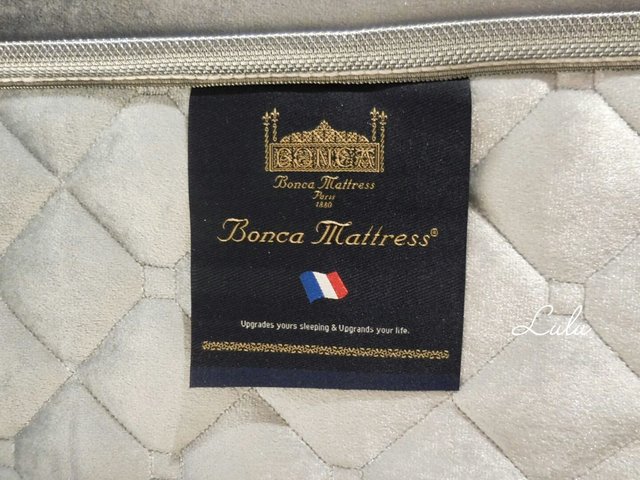 BONCA
Bonca Mattress
Paris
1880
Bonca Mattress®
Upgrades yours sleeping & Upgrands your life.
Lulu